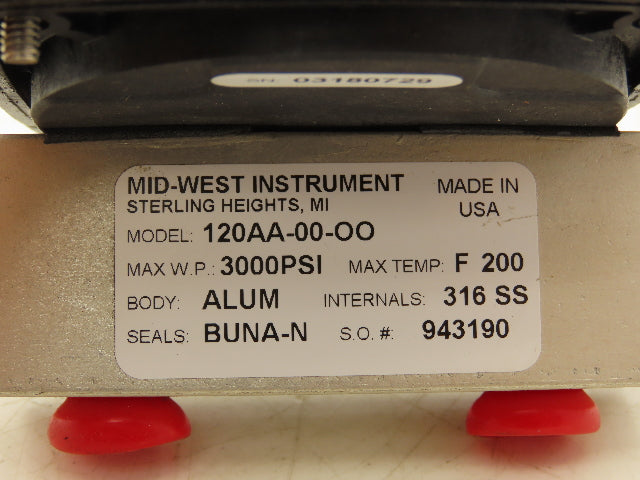 SN: 03180729
MID-WEST INSTRUMENT MADE IN
STERLING HEIGHTS, MI USA
MODEL: 120AA-00-OO
MAX W.P.: 3000PSI MAX TEMP: F 200
BODY: ALUM INTERNALS: 316 SS
SEALS: BUNA-N S.O. #: 943190